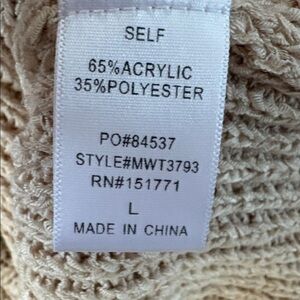 SELF
65%ACRYLIC
35%POLYESTER
PO#84537
STYLE#MWT3793
RN#151771
L
MADE IN CHINA